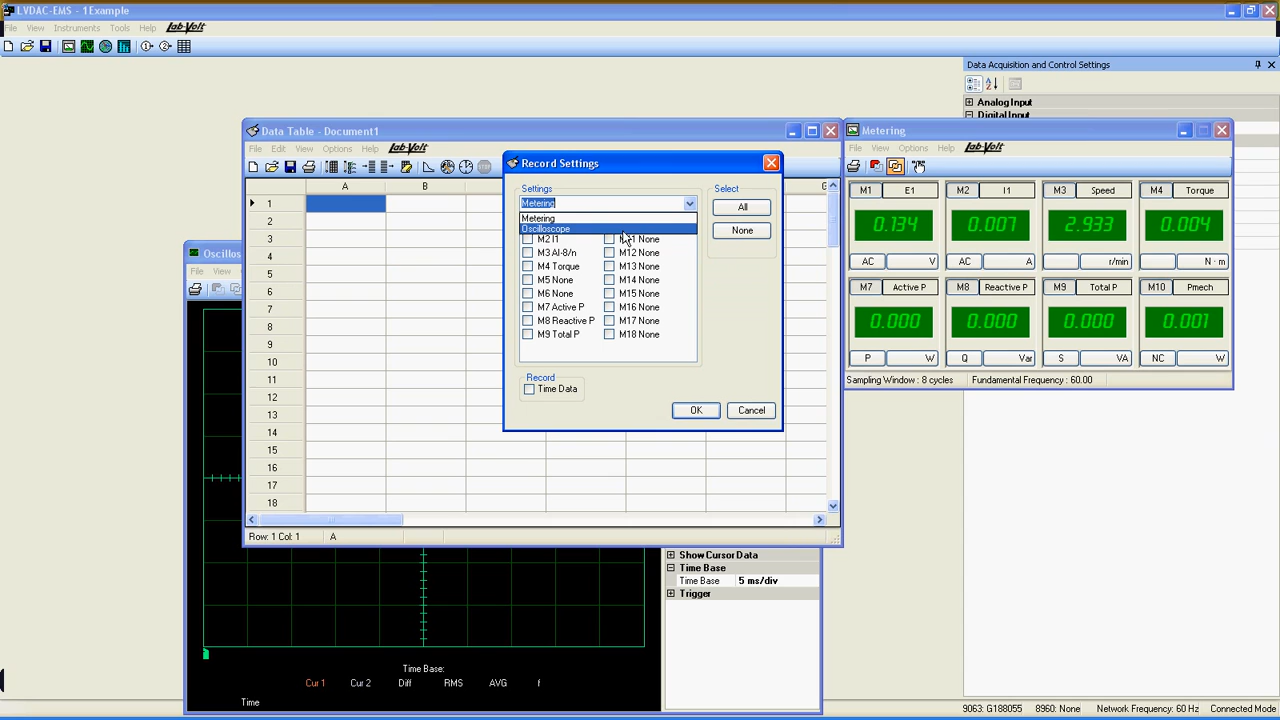 LVDAC-EMS - 1Example
File View Instruments Tools Help Lab-Volt
Data Acquisition and Control Settings
Analog Input
Digital Input
Data Table - Document1
File Edit View Options Help Lab-Volt
A B G
1
3
4
5
6
7
8
9
10
11
12
13
14
15
16
17
18
Row: 1 Col: 1 A
Record Settings
Settings
Metering
Metering
Oscilloscope
M2 I1 M11 None
M3 AI-8/n M12 None
M4 Torque M13 None
M5 None M14 None
M6 None M15 None
M7 Active P M16 None
M8 Reactive P M17 None
M9 Total P M18 None
Select
All
None
Record
Time Data
OK Cancel
Metering
File View Options Help Lab-Volt
M1 E1 M2 I1 M3 Speed M4 Torque
0.134 0.007 2.933 0.004
AC V AC A r/min N·m
M7 Active P M8 Reactive P M9 Total P M10 Pmech
0.000 0.000 0.000 0.001
P W Q Var S VA NC W
Sampling Window : 8 cycles Fundamental Frequency : 60.00
File View
Show Cursor Data
Time Base
Time Base 5 ms/div
Trigger
Time Base:
Cur 1 Cur 2 Diff RMS AVG f
Time
9063: G188055 8960: None Network Frequency: 60 Hz Connected Mode